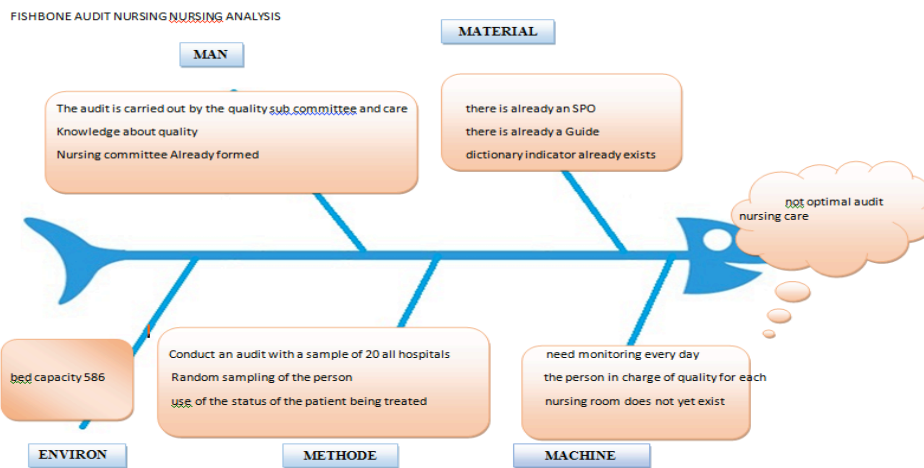 FISHBONE AUDIT NURSING NURSING ANALYSIS
MATERIAL
MAN
The audit is carried out by the quality sub committee and care
Knowledge about quality
Nursing committee Already formed
there is already an SPO
there is already a Guide
dictionary indicator already exists
not optimal audit
nursing care
bed capacity 586
Conduct an audit with a sample of 20 all hospitals
Random sampling of the person
use of the status of the patient being treated
need monitoring every day
the person in charge of quality for each
nursing room does not yet exist
ENVIRON
METHODE
MACHINE